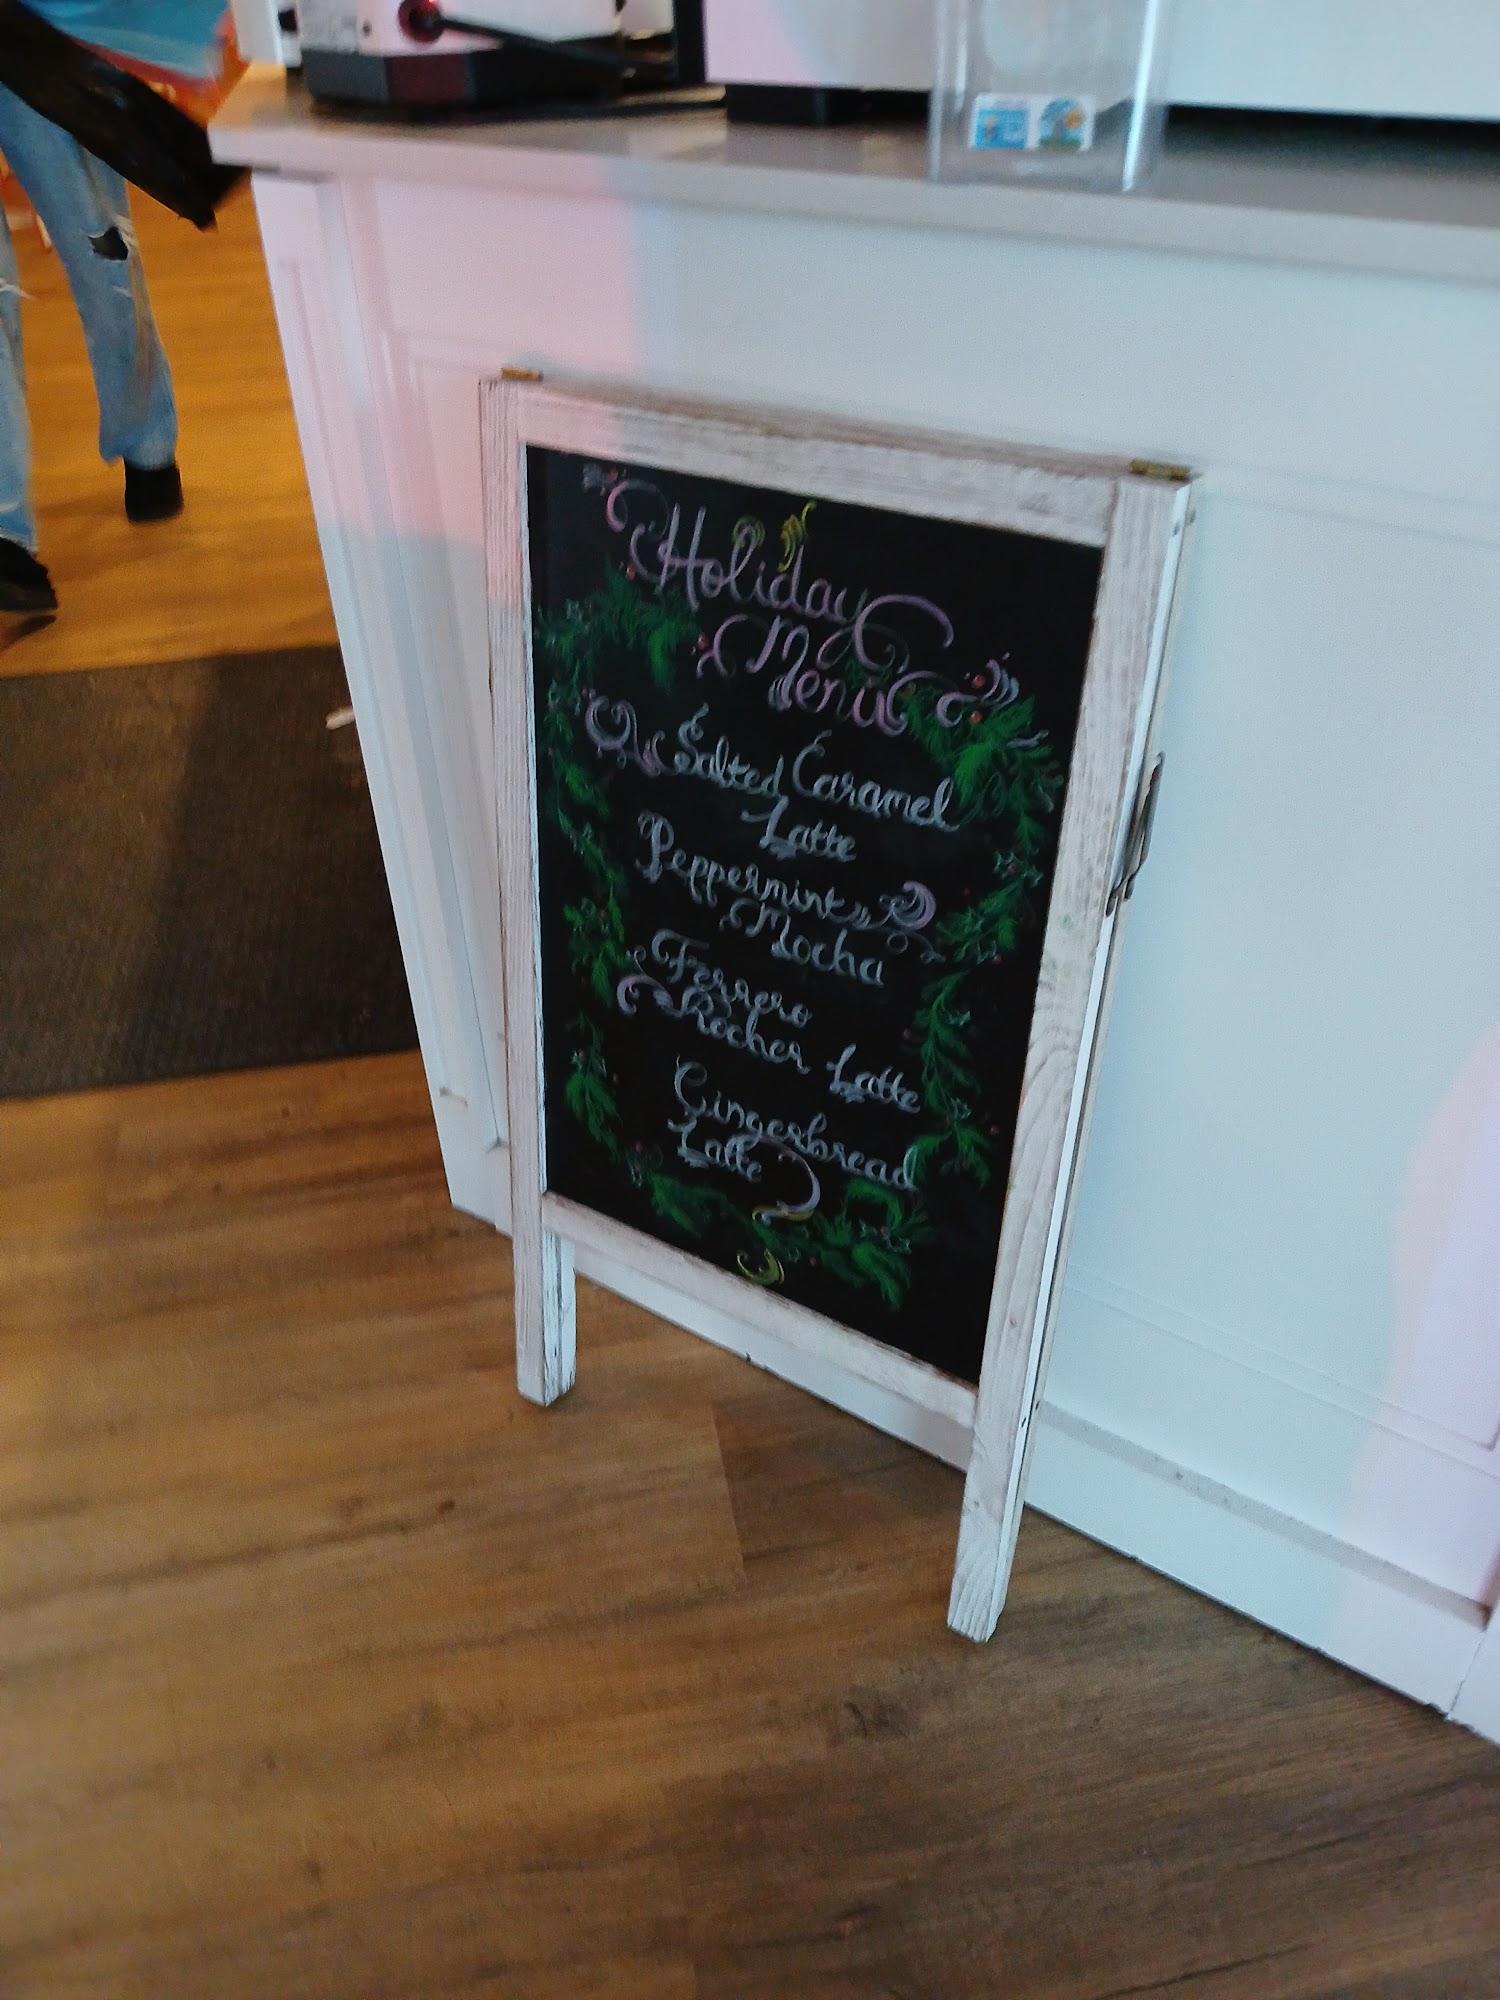 Holiday
Menu
Salted Caramel
Latte
Peppermint
Mocha
Ferrero
Rocher Latte
Gingerbread
Latte